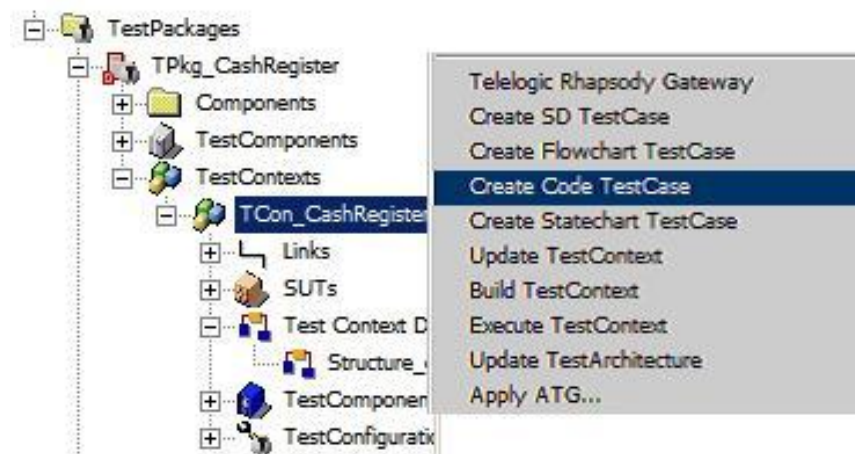 TestPackages
TPkg_CashRegister
Components
TestComponents
TestContexts
TCon_CashRegister
Links
SUTs
Test Context D
Structure_
TestComponen
TestConfiguratio
Telelogic Rhapsody Gateway
Create SD TestCase
Create Flowchart TestCase
Create Code TestCase
Create Statechart TestCase
Update TestContext
Build TestContext
Execute TestContext
Update TestArchitecture
Apply ATG...